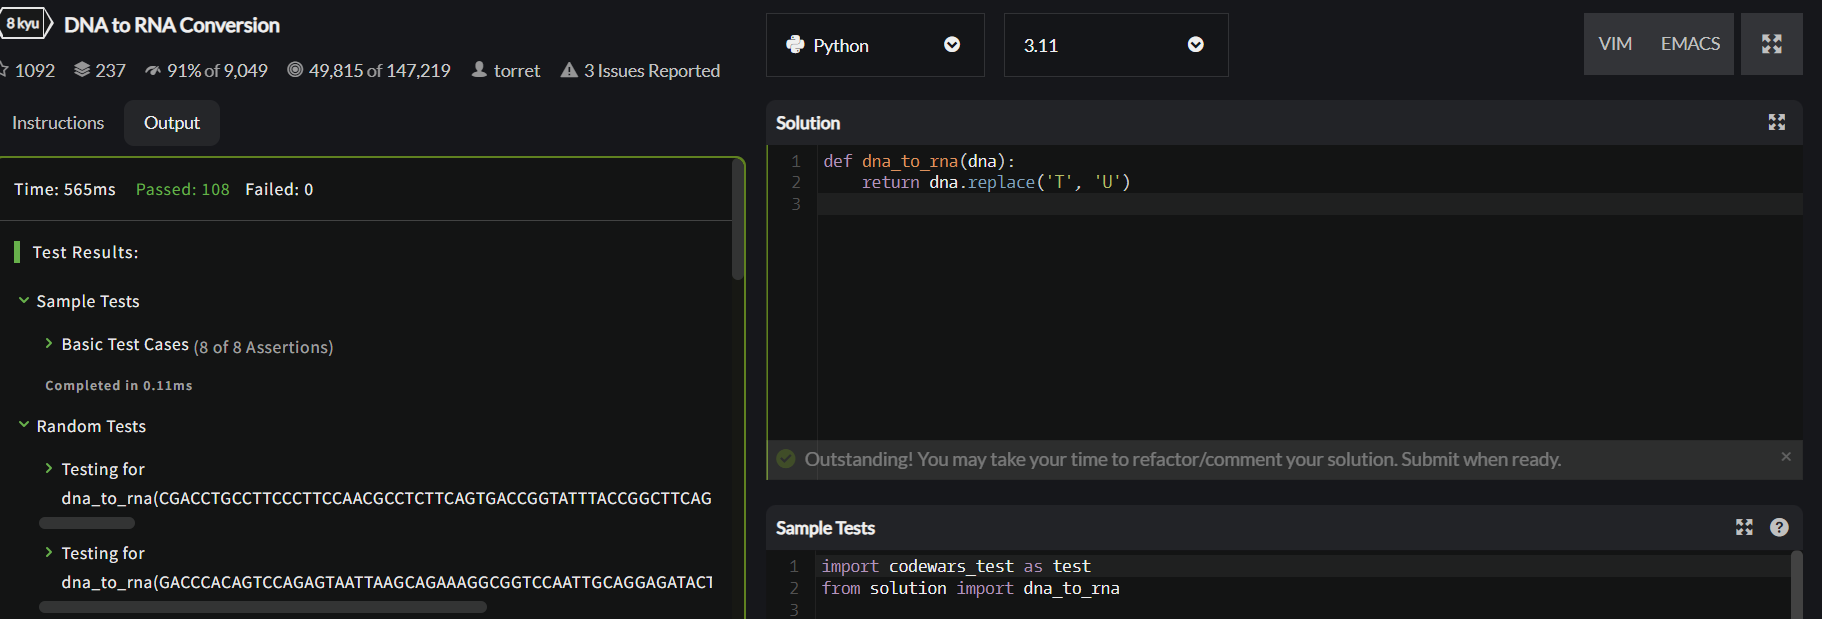 8 kyu DNA to RNA Conversion
1092 237 91% of 9,049 49,815 of 147,219 torret 3 Issues Reported
Instructions Output
Time: 565ms Passed: 108 Failed: 0
Test Results:
Sample Tests
Basic Test Cases (8 of 8 Assertions)
Completed in 0.11ms
Random Tests
Testing for
dna_to_rna(CGACCTGCCTTCCCTTCCAACGCCTCTTCAGTGACCGGTATTTACCGGCTTCAG
Testing for
dna_to_rna(GACCCACAGTCCAGAGTAATTAAGCAGAAAGGCGGTCCAATTGCAGGAGATACT
Python 3.11 VIM EMACS
Solution
1 def dna_to_rna(dna):
2 return dna.replace('T', 'U')
3
Outstanding! You may take your time to refactor/comment your solution. Submit when ready. ×
Sample Tests ?
1 import codewars_test as test
2 from solution import dna_to_rna
3